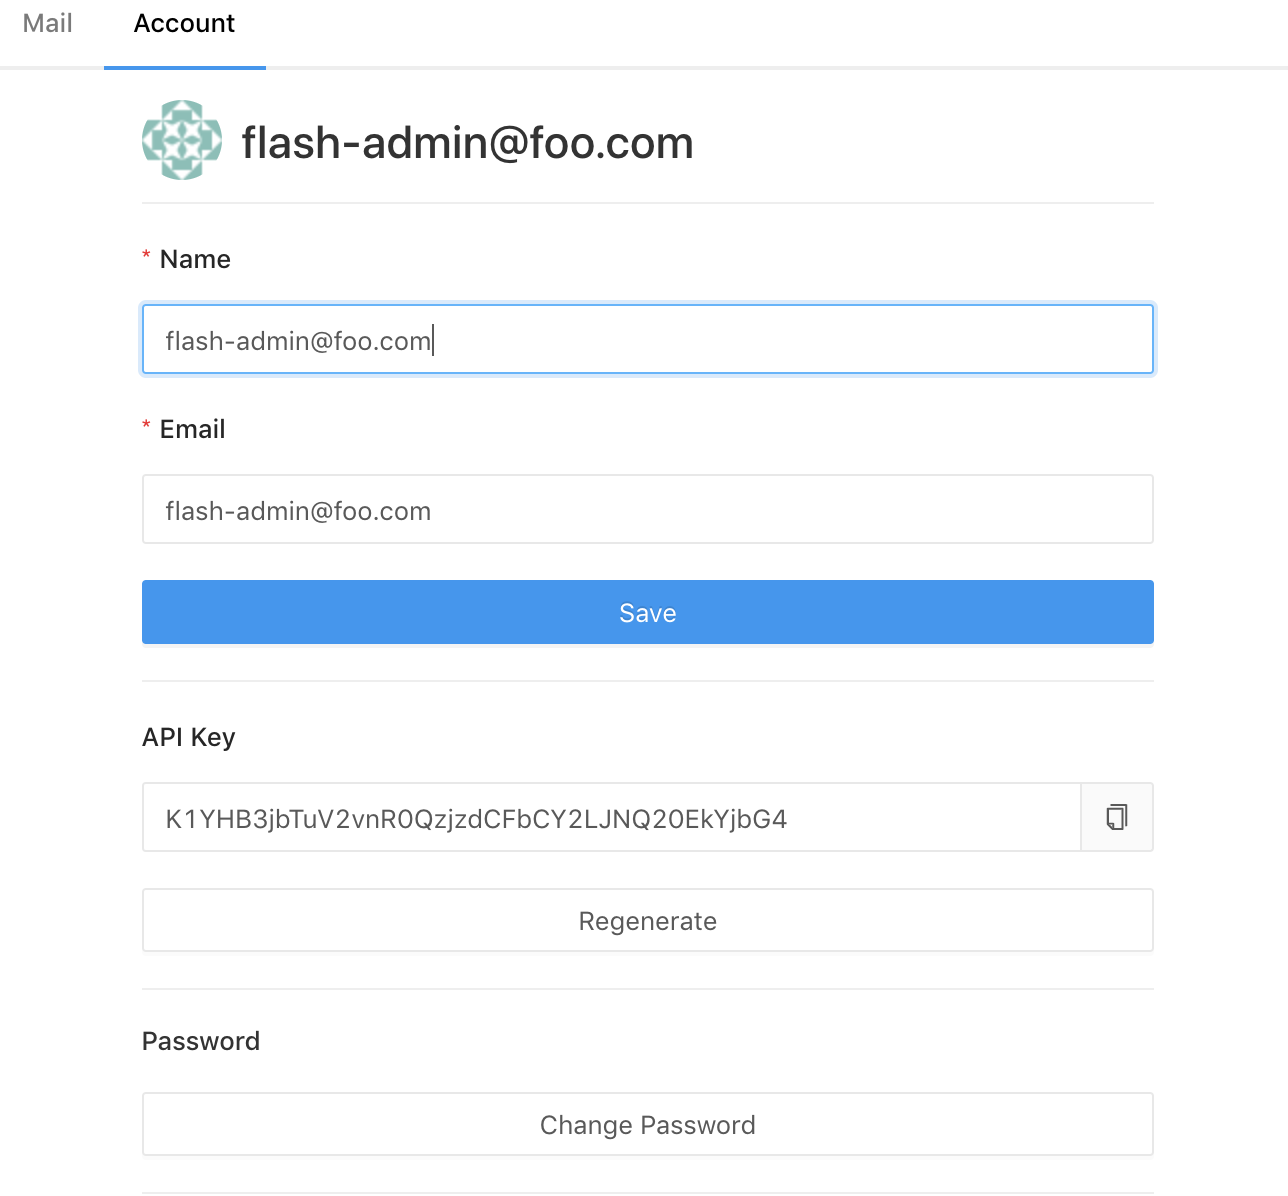 Mail Account
flash-admin@foo.com
* Name
flash-admin@foo.com
* Email
flash-admin@foo.com
Save
API Key
K1YHB3jbTuV2vnR0QzjzdCFbCY2LJNQ20EkYjbG4
Regenerate
Password
Change Password